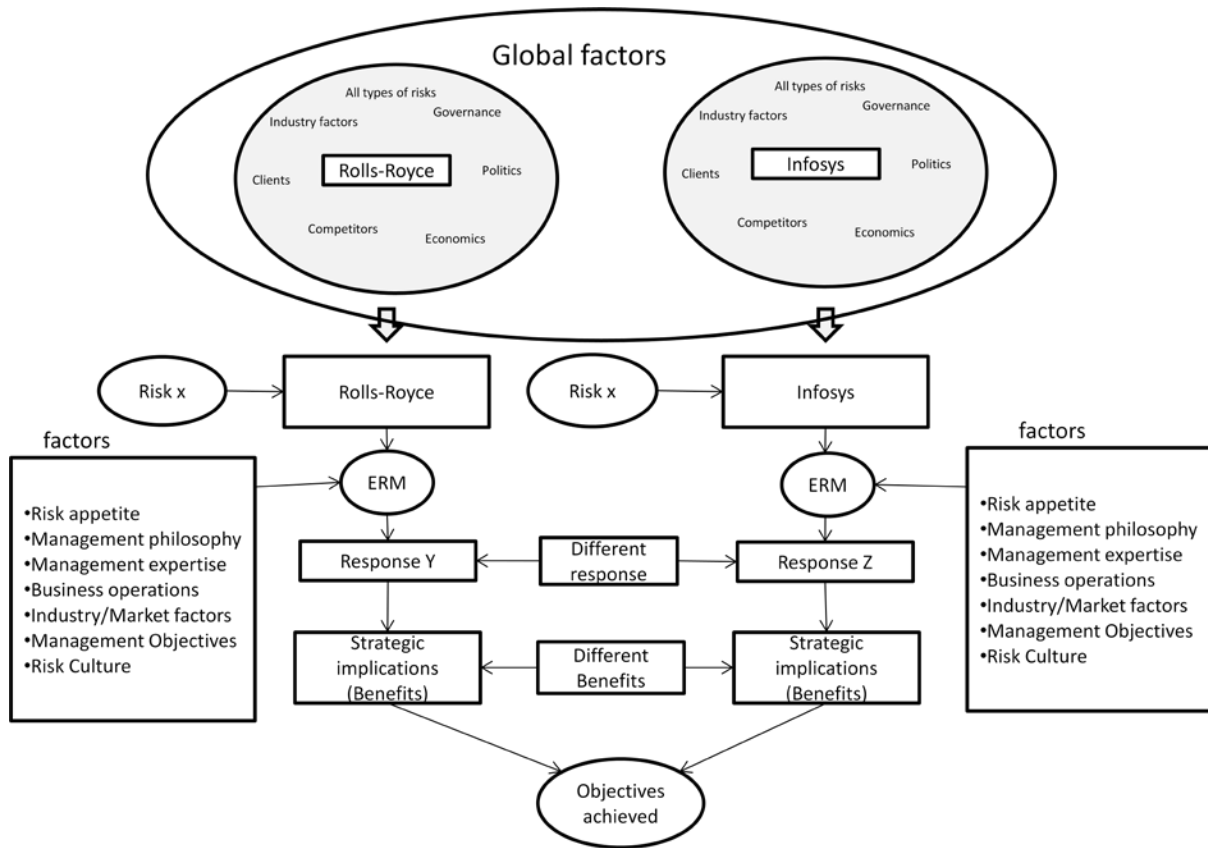 Global factors
All types of risks
Governance
Industry factors
Rolls-Royce
Clients
Politics
Competitors
Economics
All types of risks
Governance
Industry factors
Infosys
Clients
Politics
Competitors
Economics
Risk x
Rolls-Royce
Risk x
Infosys
factors
•Risk appetite
•Management philosophy
•Management expertise
•Business operations
•Industry/Market factors
•Management Objectives
•Risk Culture
ERM
ERM
factors
•Risk appetite
•Management philosophy
•Management expertise
•Business operations
•Industry/Market factors
•Management Objectives
•Risk Culture
Response Y
Different
response
Response Z
Strategic
implications
(Benefits)
Different
Benefits
Strategic
implications
(Benefits)
Objectives
achieved